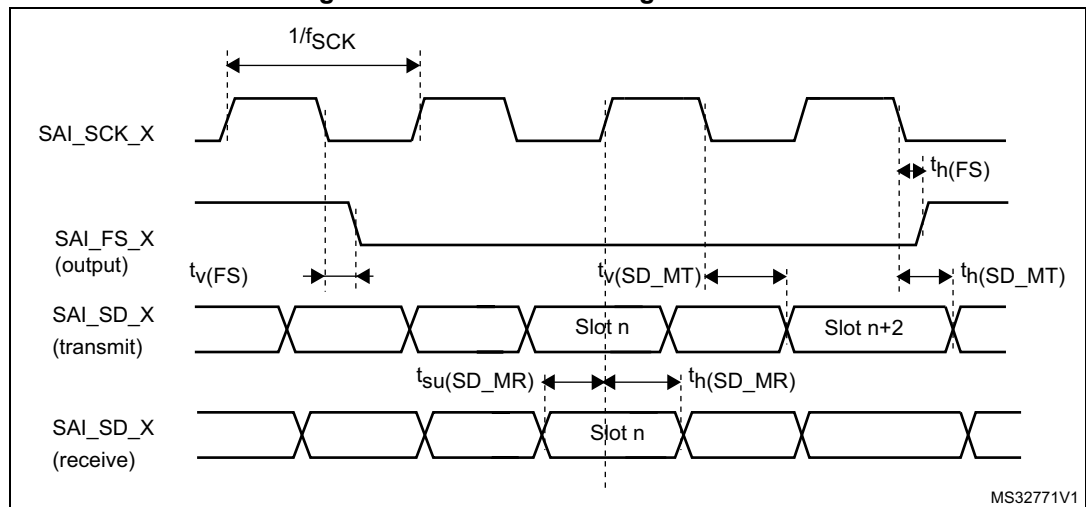 1/fSCK
SAI_SCK_X
th(FS)
SAI_FS_X
(output)
tv(FS)
tv(SD_MT)
th(SD_MT)
SAI_SD_X
(transmit)
Slot n
Slot n+2
tsu(SD_MR)
th(SD_MR)
SAI_SD_X
(receive)
Slot n
MS32771V1